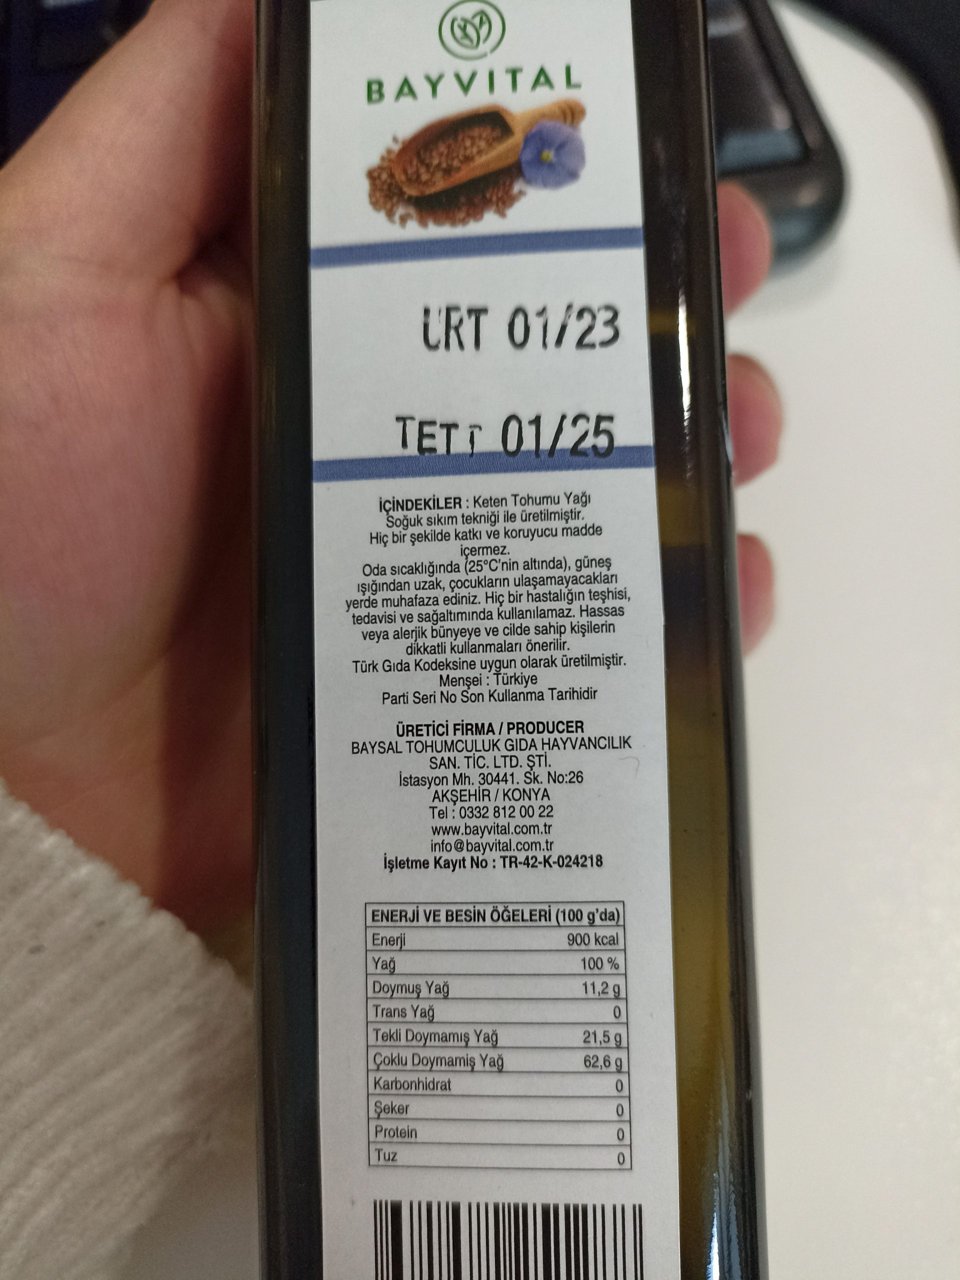 BAYVITAL
ÜRT 01/23
TETT 01/25
İÇİNDEKİLER : Keten Tohumu Yağı
Soğuk sıkım tekniği ile üretilmiştir.
Hiç bir şekilde katkı ve koruyucu madde
içermez.
Oda sıcaklığında (25°C'nin altında), güneş
ışığından uzak, çocukların ulaşamayacakları
yerde muhafaza ediniz. Hiç bir hastalığın teşhisi,
tedavisi ve sağaltımında kullanılamaz. Hassas
veya alerjik bünyeye ve cilde sahip kişilerin
dikkatli kullanmaları önerilir.
Türk Gıda Kodeksine uygun olarak üretilmiştir.
Menşei : Türkiye
Parti Seri No Son Kullanma Tarihidir
ÜRETİCİ FİRMA / PRODUCER
BAYSAL TOHUMCULUK GIDA HAYVANCILIK
SAN. TİC. LTD. ŞTİ.
İstasyon Mh. 30441. Sk. No:26
AKŞEHİR / KONYA
Tel : 0332 812 00 22
www.bayvital.com.tr
info@bayvital.com.tr
İşletme Kayıt No : TR-42-K-024218
ENERJİ VE BESİN ÖĞELERİ (100 g'da)
Enerji 900 kcal
Yağ 100 %
Doymuş Yağ 11,2 g
Trans Yağ 0
Tekli Doymamış Yağ 21,5 g
Çoklu Doymamiş Yağ 62,6 g
Karbonhidrat 0
Şeker 0
Protein 0
Tuz 0